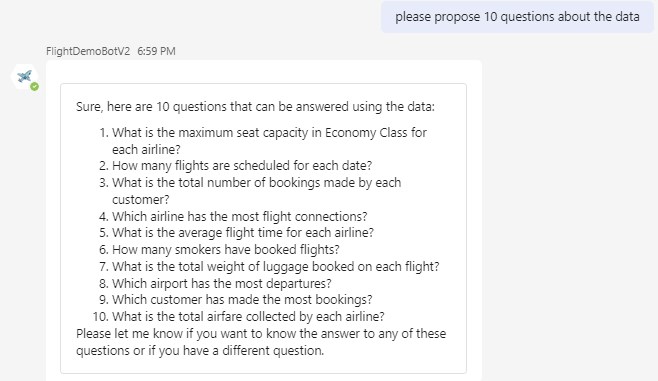 please propose 10 questions about the data
FlightDemoBotV2 6:59 PM
Sure, here are 10 questions that can be answered using the data:
1. What is the maximum seat capacity in Economy Class for
each airline?
2. How many flights are scheduled for each date?
3. What is the total number of bookings made by each
customer?
4. Which airline has the most flight connections?
5. What is the average flight time for each airline?
6. How many smokers have booked flights?
7. What is the total weight of luggage booked on each flight?
8. Which airport has the most departures?
9. Which customer has made the most bookings?
10. What is the total airfare collected by each airline?
Please let me know if you want to know the answer to any of these
questions or if you have a different question.